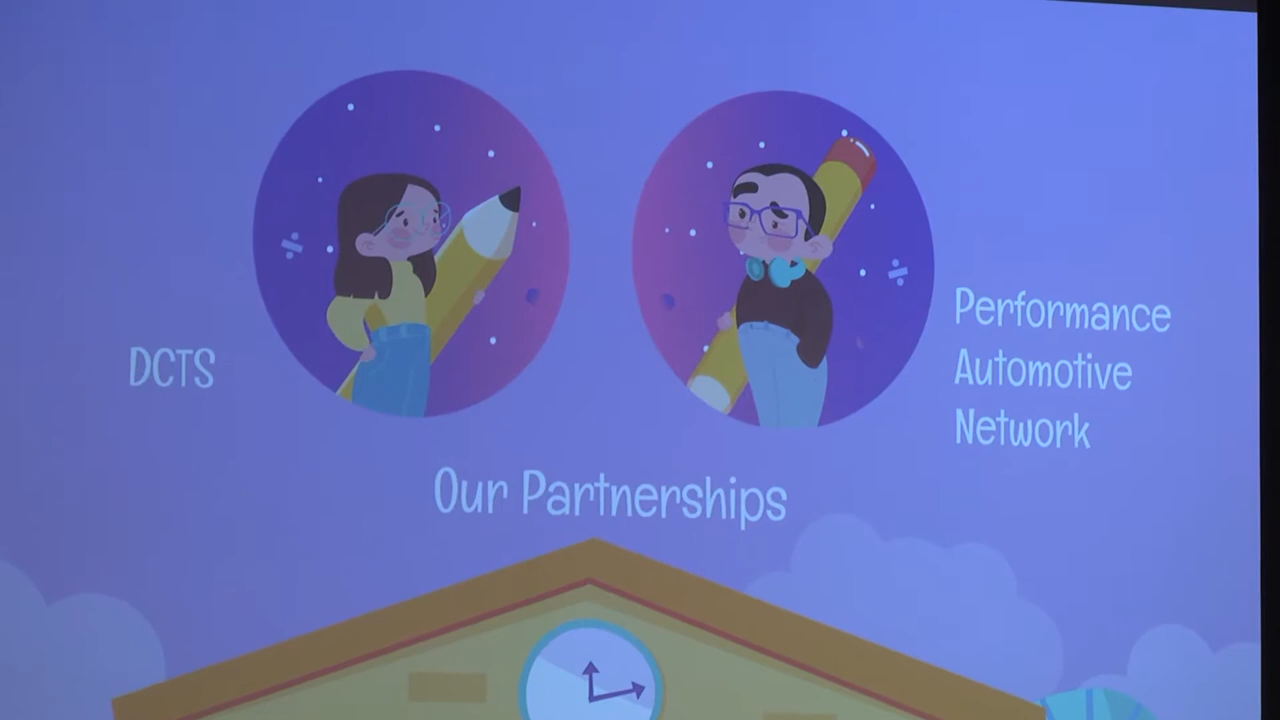 DCTS
Performance
Automotive
Network
Our Partnerships